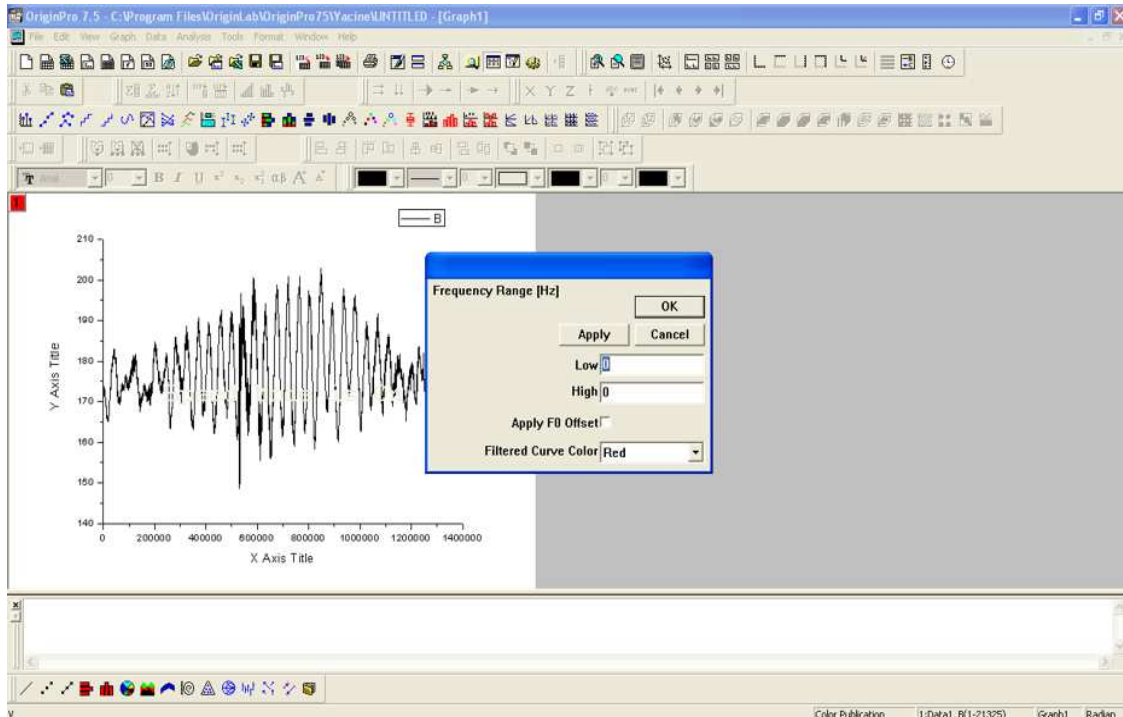 OriginPro 7.5 - C:\Program Files\OriginLab\OriginPro75\Yacine\UNTITLED - [Graph1]
File Edit View Graph Data Analysis Tools Format Window Help
X Y Z
B I U
1
B
210
200
190
180
170
160
150
140
Y Axis Title
0 200000 400000 600000 800000 1000000 1200000 1400000
X Axis Title
Frequency Range [Hz]
OK
Apply Cancel
Low 0
High 0
Apply F0 Offset
Filtered Curve Color Red
Color Publication 1:Data1_B(1-21325) Graph1 Radian